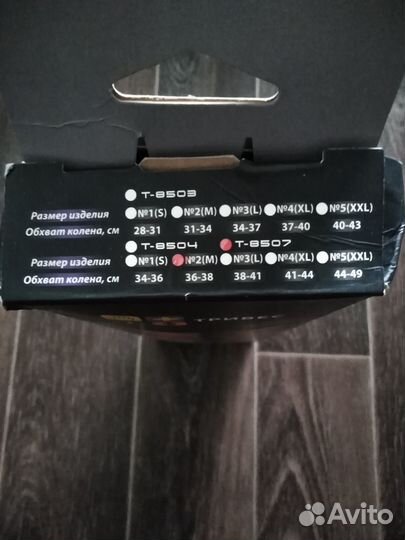 T-8503
Размер изделия №1(S) №2(M) №3(L) №4(XL) №5(XXL)
Обхват колена, см 28-31 31-34 34-37 37-40 40-43
T-8504 T-8507
Размер изделия №1(S) №2(M) №3(L) №4(XL) №5(XXL)
Обхват колена, см 34-36 36-38 38-41 41-44 44-49
ТРИВЕС
Avito